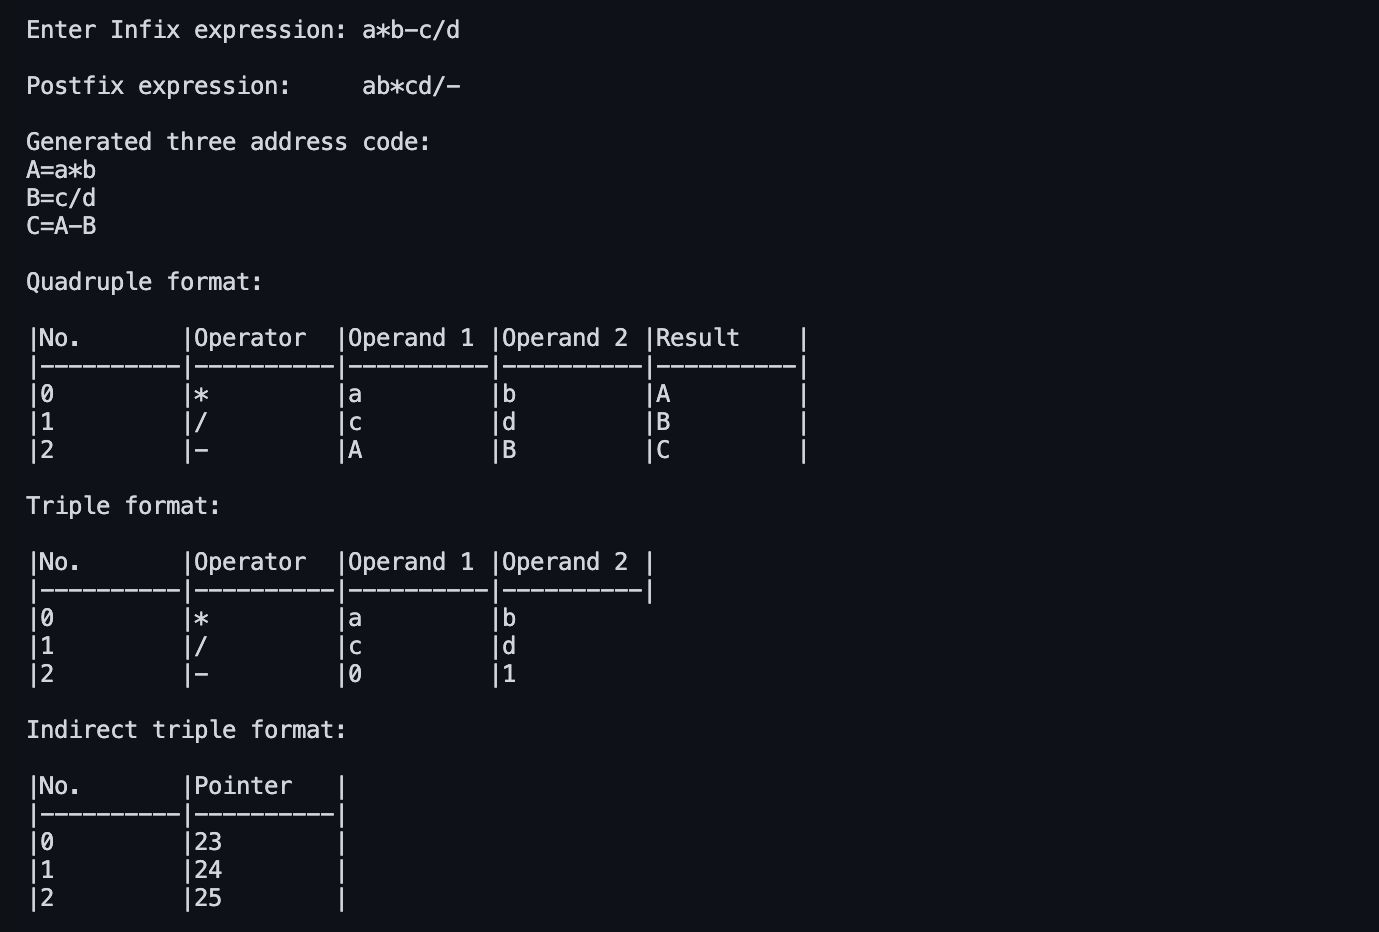 Enter Infix expression: a*b-c/d
Postfix expression:     ab*cd/-
Generated three address code:
A=a*b
B=c/d
C=A-B
Quadruple format:
|No.       |Operator  |Operand 1 |Operand 2 |Result    |
|----------|----------|----------|----------|----------|
|0         |*         |a         |b         |A         |
|1         |/         |c         |d         |B         |
|2         |-         |A         |B         |C         |
Triple format:
|No.       |Operator  |Operand 1 |Operand 2 |
|----------|----------|----------|----------|
|0         |*         |a         |b
|1         |/         |c         |d
|2         |-         |0         |1
Indirect triple format:
|No.       |Pointer   |
|----------|----------|
|0         |23        |
|1         |24        |
|2         |25        |